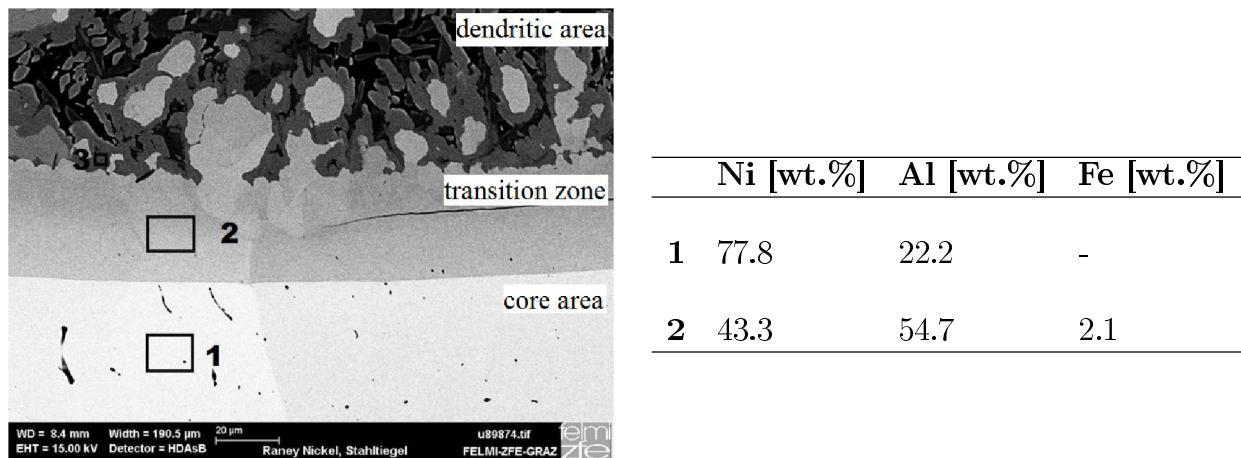 dendritic area
3
transition zone
2
core area
1
WD = 8.4 mm Width = 190.5 µm 20 µm u89874.tif
EHT = 15.00 kV Detector = HDAsB Raney Nickel, Stahltiegel FELMI-ZFE-GRAZ
felmi
zfe
Ni [wt.%] Al [wt.%] Fe [wt.%]
1 77.8 22.2 -
2 43.3 54.7 2.1